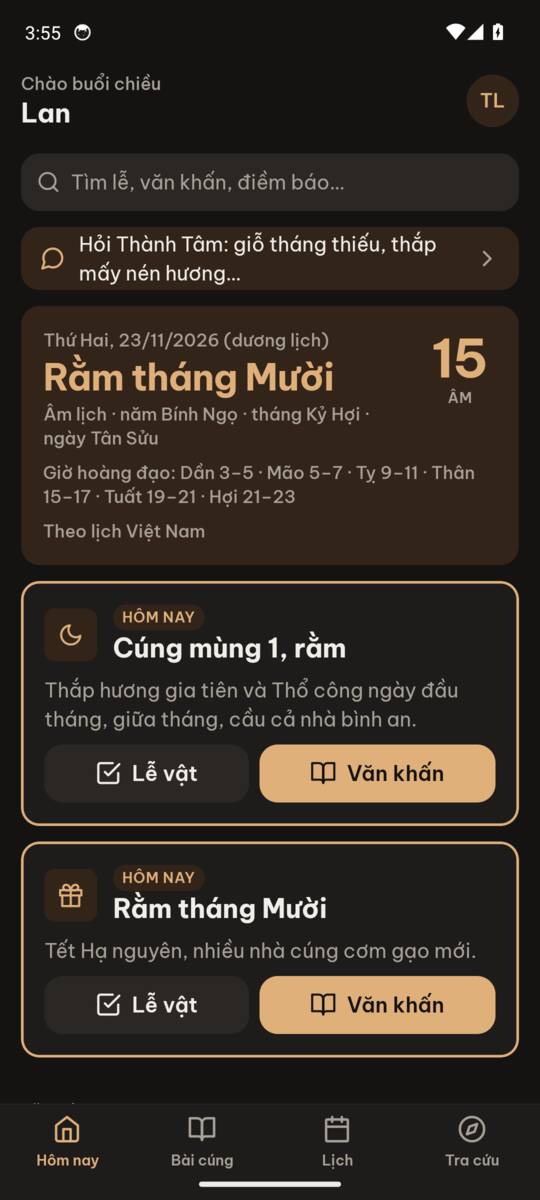 3:55
Chào buổi chiều
Lan
TL
Tìm lễ, văn khấn, điềm báo...
Hỏi Thành Tâm: giỗ tháng thiếu, thắp
mấy nén hương...
Thứ Hai, 23/11/2026 (dương lịch)
Rằm tháng Mười
15
ÂM
Âm lịch · năm Bính Ngọ · tháng Kỷ Hợi ·
ngày Tân Sửu
Giờ hoàng đạo: Dần 3–5 · Mão 5–7 · Tỵ 9–11 · Thân
15–17 · Tuất 19–21 · Hợi 21–23
Theo lịch Việt Nam
HÔM NAY
Cúng mùng 1, rằm
Thắp hương gia tiên và Thổ công ngày đầu
tháng, giữa tháng, cầu cả nhà bình an.
Lễ vật
Văn khấn
HÔM NAY
Rằm tháng Mười
Tết Hạ nguyên, nhiều nhà cúng cơm gạo mới.
Lễ vật
Văn khấn
Hôm nay
Bài cúng
Lịch
Tra cứu